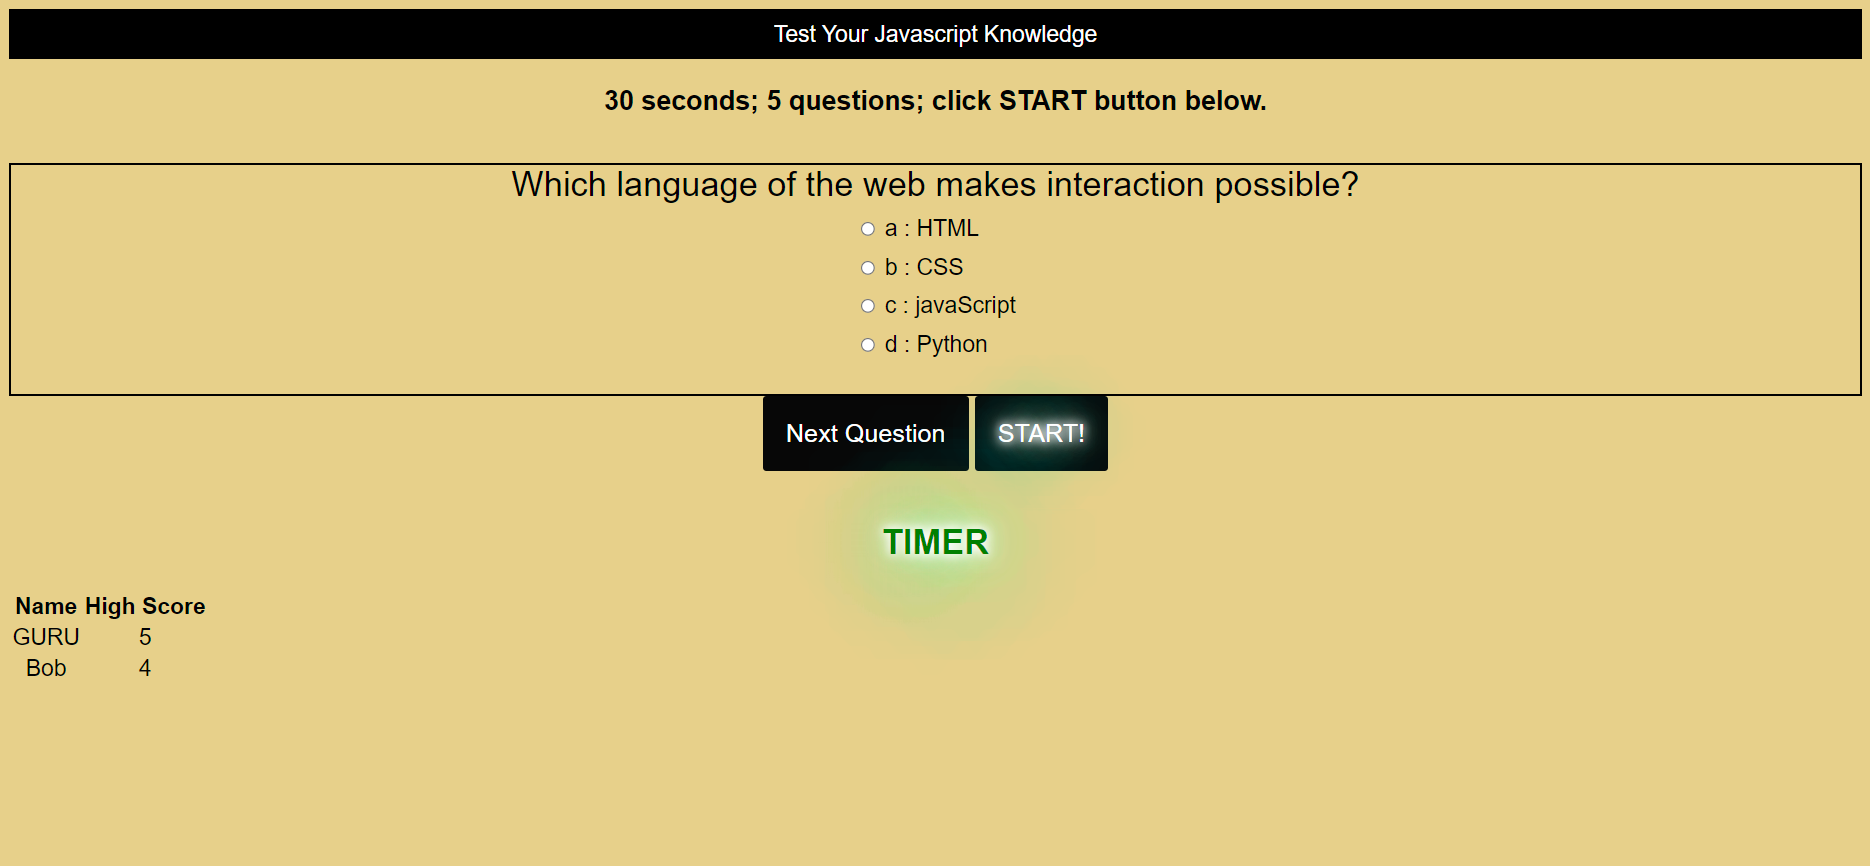 Test Your Javascript Knowledge
30 seconds; 5 questions; click START button below.
Which language of the web makes interaction possible?
a : HTML
b : CSS
c : javaScript
d : Python
Next Question START!
TIMER
Name High Score
GURU 5
Bob 4